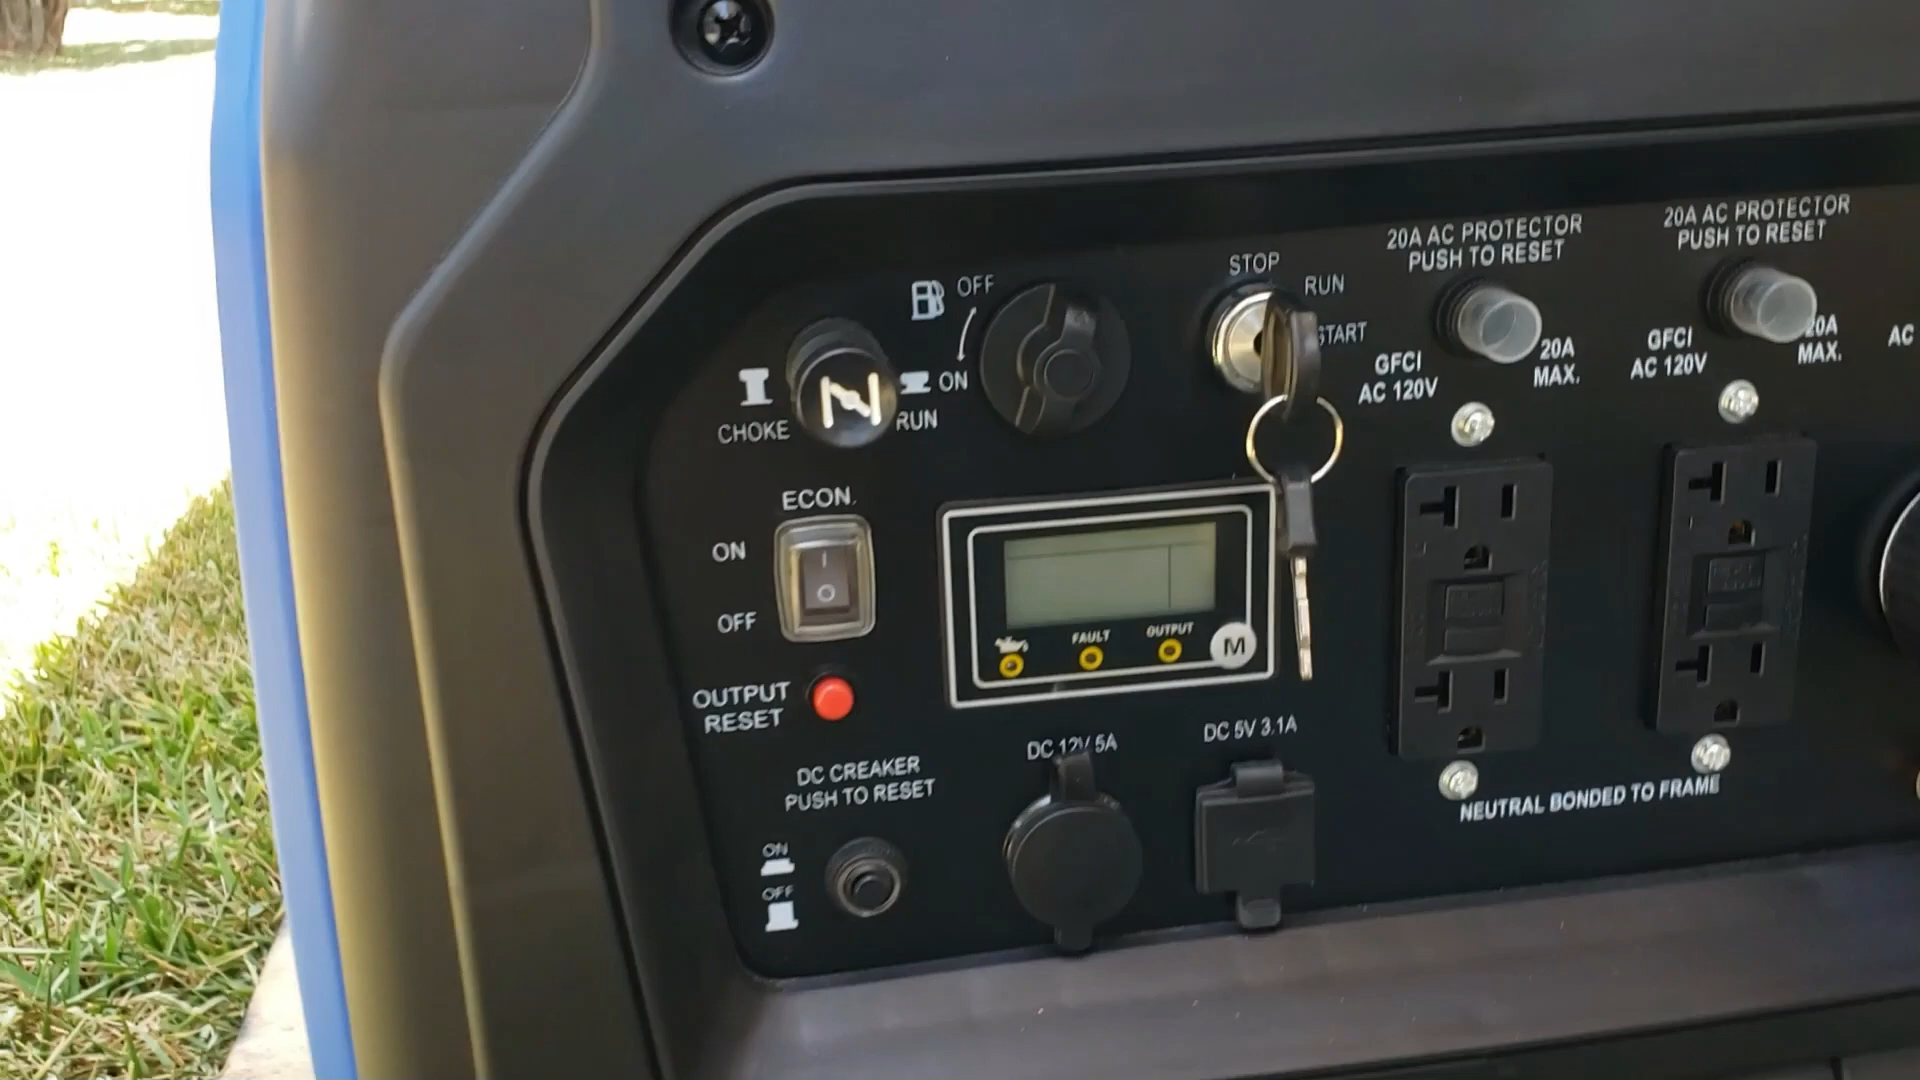 20A AC PROTECTOR
PUSH TO RESET
20A AC PROTECTOR
PUSH TO RESET
STOP
RUN
START
OFF
ON
CHOKE
RUN
GFCI
AC 120V
20A
MAX.
GFCI
AC 120V
20A
MAX.
AC
ECON.
ON
OFF
FAULT
OUTPUT
M
OUTPUT
RESET
DC 12V 5A
DC 5V 3.1A
DC CREAKER
PUSH TO RESET
ON
OFF
NEUTRAL BONDED TO FRAME